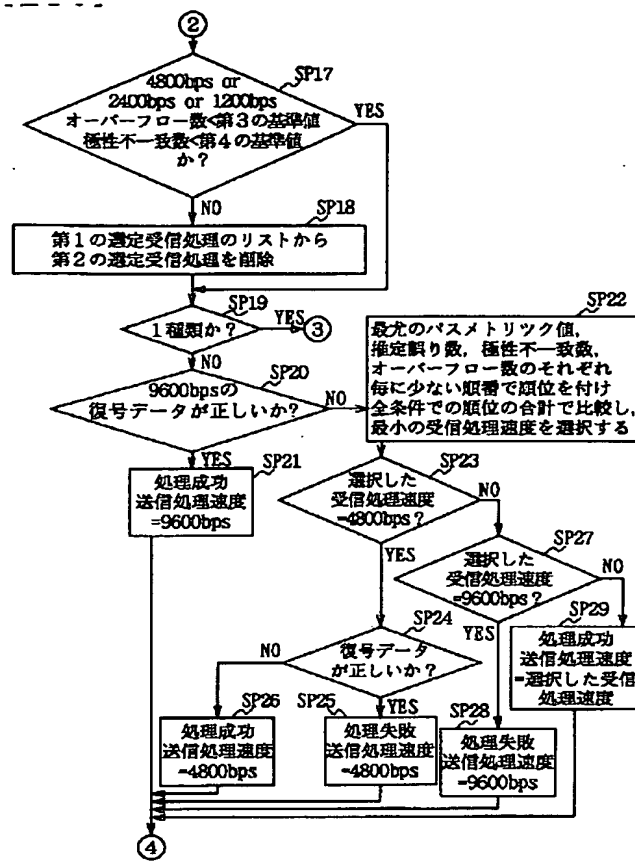 ②
SP17
4800bps or
2400bps or 1200bps
オーバーフロー数<第3の基準値
極性不一致数<第4の基準値
か?
YES
NO
SP18
第1の選定受信処理のリストから
第2の選定受信処理を削除
SP19
1種類か?
YES
③
NO
SP20
9600bpsの
復号データが正しいか?
NO
YES
SP21
処理成功
送信処理速度
=9600bps
SP22
最尤のパスメトリツク値,
推定誤り数, 極性不一致数,
オーバーフロー数のそれぞれ
毎に少ない順番で順位を付け
全条件での順位の合計で比較し,
最小の受信処理速度を選択する
SP23
選択した
受信処理速度
=4800bps?
NO
YES
SP27
選択した
受信処理速度
=9600bps?
NO
YES
SP29
処理成功
送信処理速度
=選択した受信
処理速度
SP24
復号データ
が正しいか?
NO
YES
SP26
処理成功
送信処理速度
=4800bps
SP25
処理失敗
送信処理速度
=4800bps
SP28
処理失敗
送信処理速度
=9600bps
④